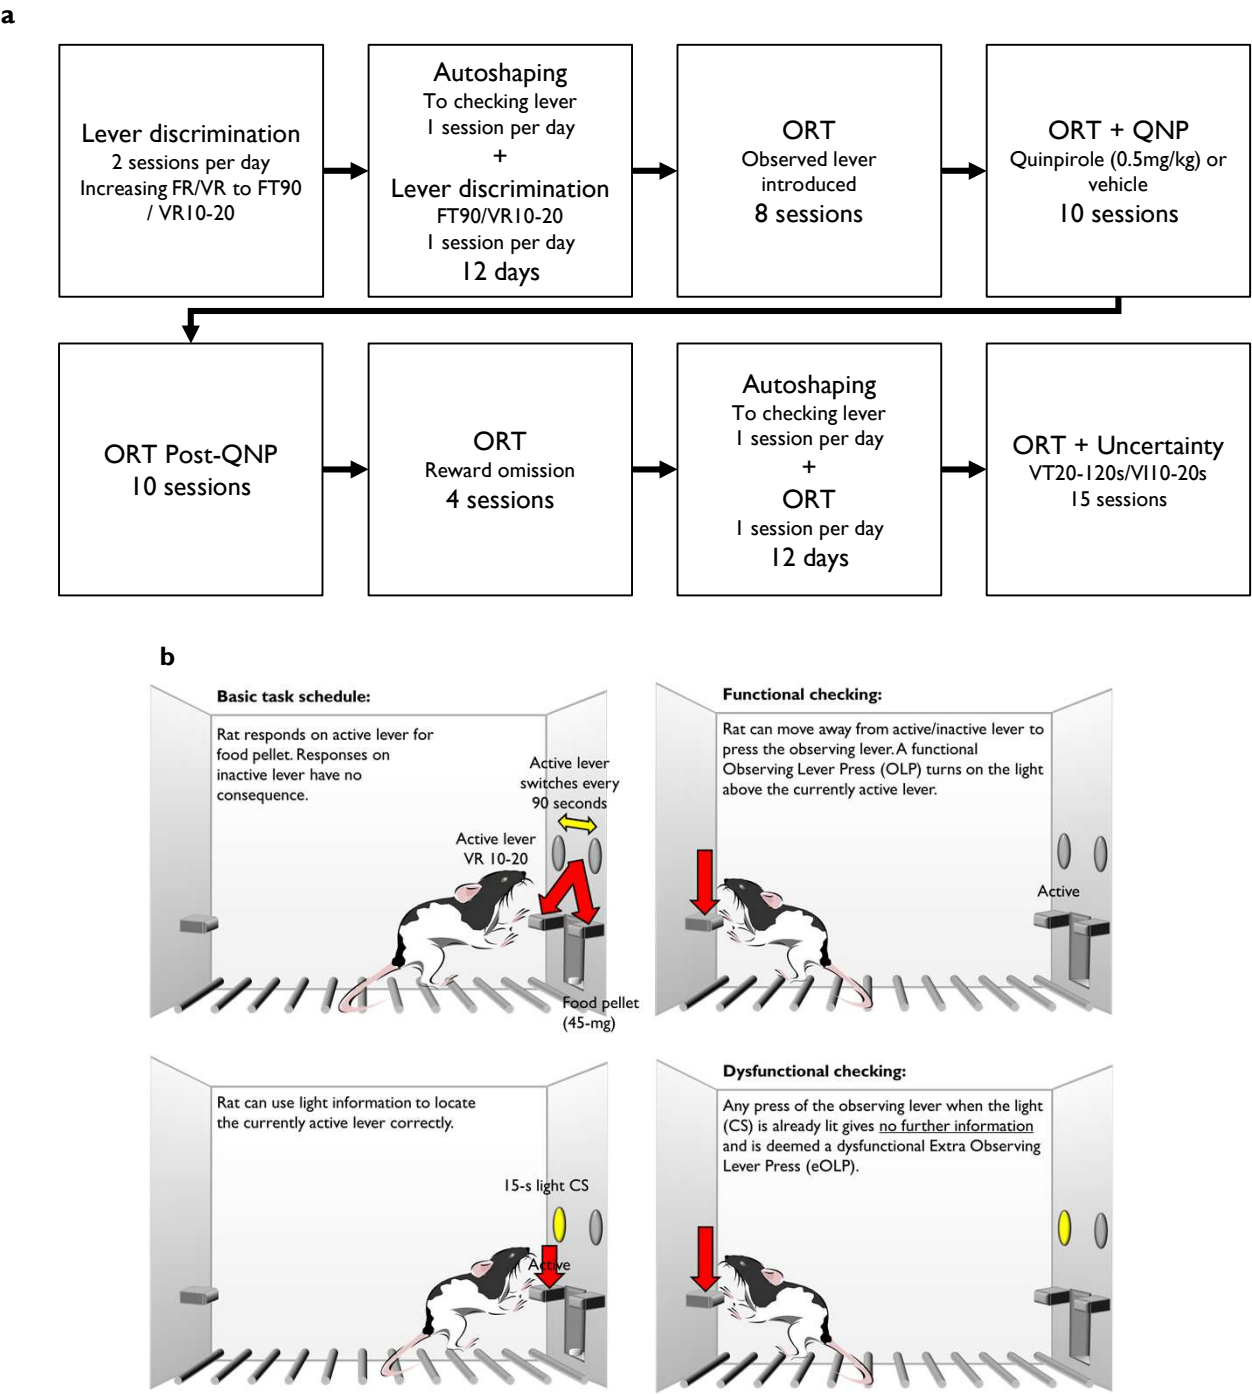 a
Lever discrimination
2 sessions per day
Increasing FR/VR to FT90
/ VR10-20
Autoshaping
To checking lever
1 session per day
+
Lever discrimination
FT90/VR10-20
1 session per day
12 days
ORT
Observed lever
introduced
8 sessions
ORT + QNP
Quinpirole (0.5mg/kg) or
vehicle
10 sessions
ORT Post-QNP
10 sessions
ORT
Reward omission
4 sessions
Autoshaping
To checking lever
1 session per day
+
ORT
1 session per day
12 days
ORT + Uncertainty
VT20-120s/VI10-20s
15 sessions
b
Basic task schedule:
Rat responds on active lever for
food pellet. Responses on
inactive lever have no
consequence.
Active lever
switches every
90 seconds
Active lever
VR 10-20
Food pellet
(45-mg)
Functional checking:
Rat can move away from active/inactive lever to
press the observing lever. A functional
Observing Lever Press (OLP) turns on the light
above the currently active lever.
Active
Rat can use light information to locate
the currently active lever correctly.
15-s light CS
Active
Dysfunctional checking:
Any press of the observing lever when the light
(CS) is already lit gives no further information
and is deemed a dysfunctional Extra Observing
Lever Press (eOLP).